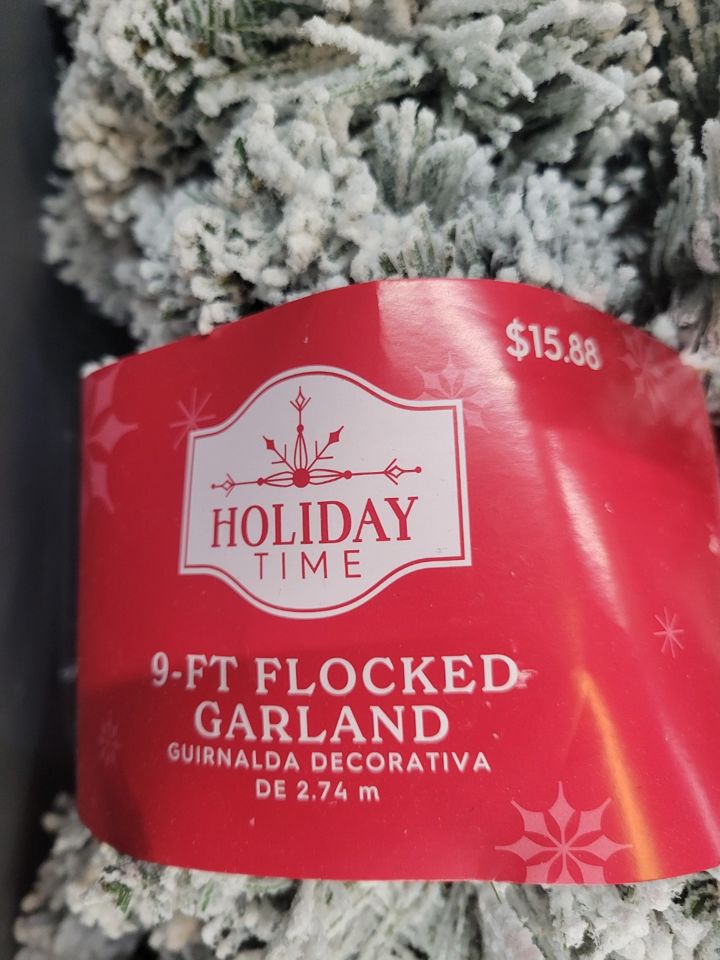 $15.88
HOLIDAY
TIME
9-FT FLOCKED
GARLAND
GUIRNALDA DECORATIVA
DE 2.74 m